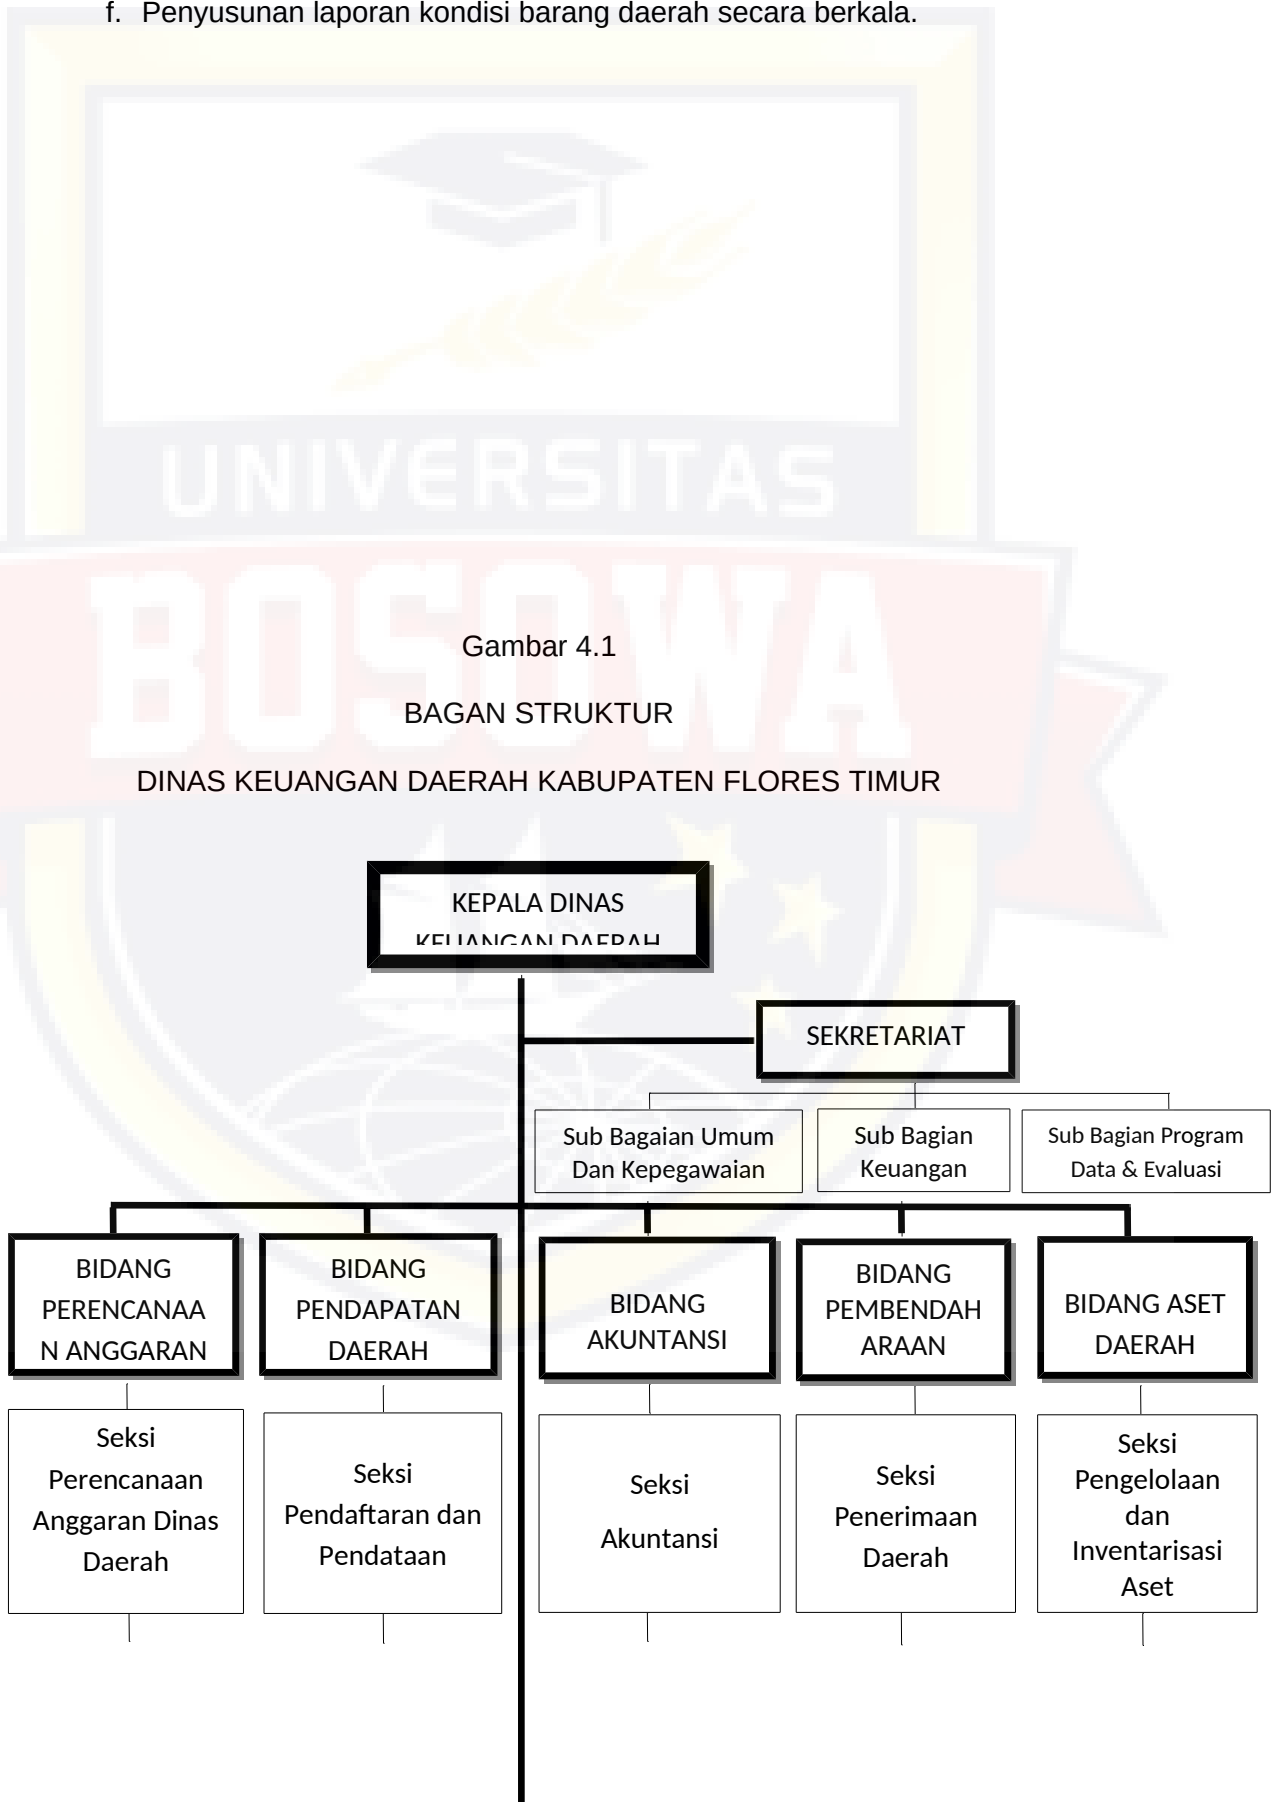 f. Penyusunan laporan kondisi barang daerah secara berkala.
UNIVERSITAS
BOSOWA
Gambar 4.1
BAGAN STRUKTUR
DINAS KEUANGAN DAERAH KABUPATEN FLORES TIMUR
KEPALA DINAS
KEUANGAN DAERAH
SEKRETARIAT
Sub Bagaian Umum
Dan Kepegawaian
Sub Bagian
Keuangan
Sub Bagian Program
Data & Evaluasi
BIDANG
PERENCANAA
N ANGGARAN
BIDANG
PENDAPATAN
DAERAH
BIDANG
AKUNTANSI
BIDANG
PEMBENDAH
ARAAN
BIDANG ASET
DAERAH
Seksi
Perencanaan
Anggaran Dinas
Daerah
Seksi
Pendaftaran dan
Pendataan
Seksi
Akuntansi
Seksi
Penerimaan
Daerah
Seksi
Pengelolaan
dan
Inventarisasi
Aset